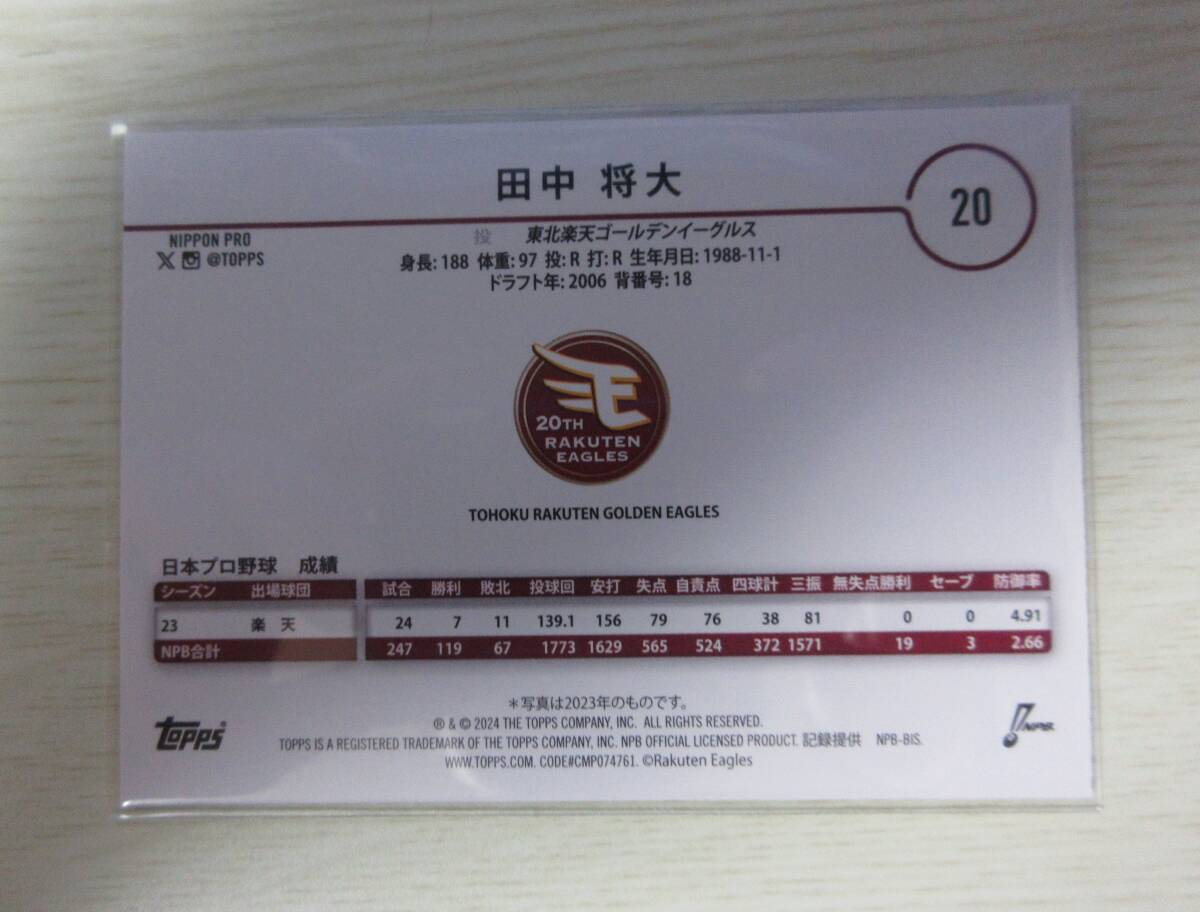 田中 将大
20
NIPPON PRO
@TOPPS
投 東北楽天ゴールデンイーグルス
身長: 188 体重: 97 投: R 打: R 生年月日: 1988-11-1
ドラフト年: 2006 背番号: 18
E
20TH
RAKUTEN
EAGLES
TOHOKU RAKUTEN GOLDEN EAGLES
日本プロ野球 成績
シーズン 出場球団 試合 勝利 敗北 投球回 安打 失点 自責点 四球計 三振 無失点勝利 セーブ 防御率
23 楽天 24 7 11 139.1 156 79 76 38 81 0 0 4.91
NPB合計 247 119 67 1773 1629 565 524 372 1571 19 3 2.66
＊写真は2023年のものです。
® & © 2024 THE TOPPS COMPANY, INC. ALL RIGHTS RESERVED.
TOPPS IS A REGISTERED TRADEMARK OF THE TOPPS COMPANY, INC. NPB OFFICIAL LICENSED PRODUCT. 記録提供 NPB-BIS.
WWW.TOPPS.COM. CODE#CMP074761. ©Rakuten Eagles
topps®
NPB